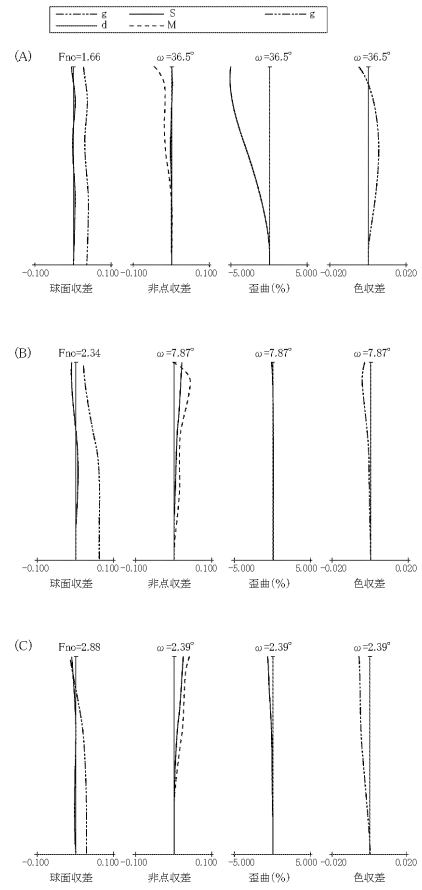 g S g
d M
(A)
Fno=1.66 ω=36.5° ω=36.5° ω=36.5°
-0.100 0.100 -0.100 0.100 -5.000 5.000 -0.020 0.020
球面収差 非点収差 歪曲(%) 色収差
(B)
Fno=2.34 ω=7.87° ω=7.87° ω=7.87°
-0.100 0.100 -0.100 0.100 -5.000 5.000 -0.020 0.020
球面収差 非点収差 歪曲(%) 色収差
(C)
Fno=2.88 ω=2.39° ω=2.39° ω=2.39°
-0.100 0.100 -0.100 0.100 -5.000 5.000 -0.020 0.020
球面収差 非点収差 歪曲(%) 色収差